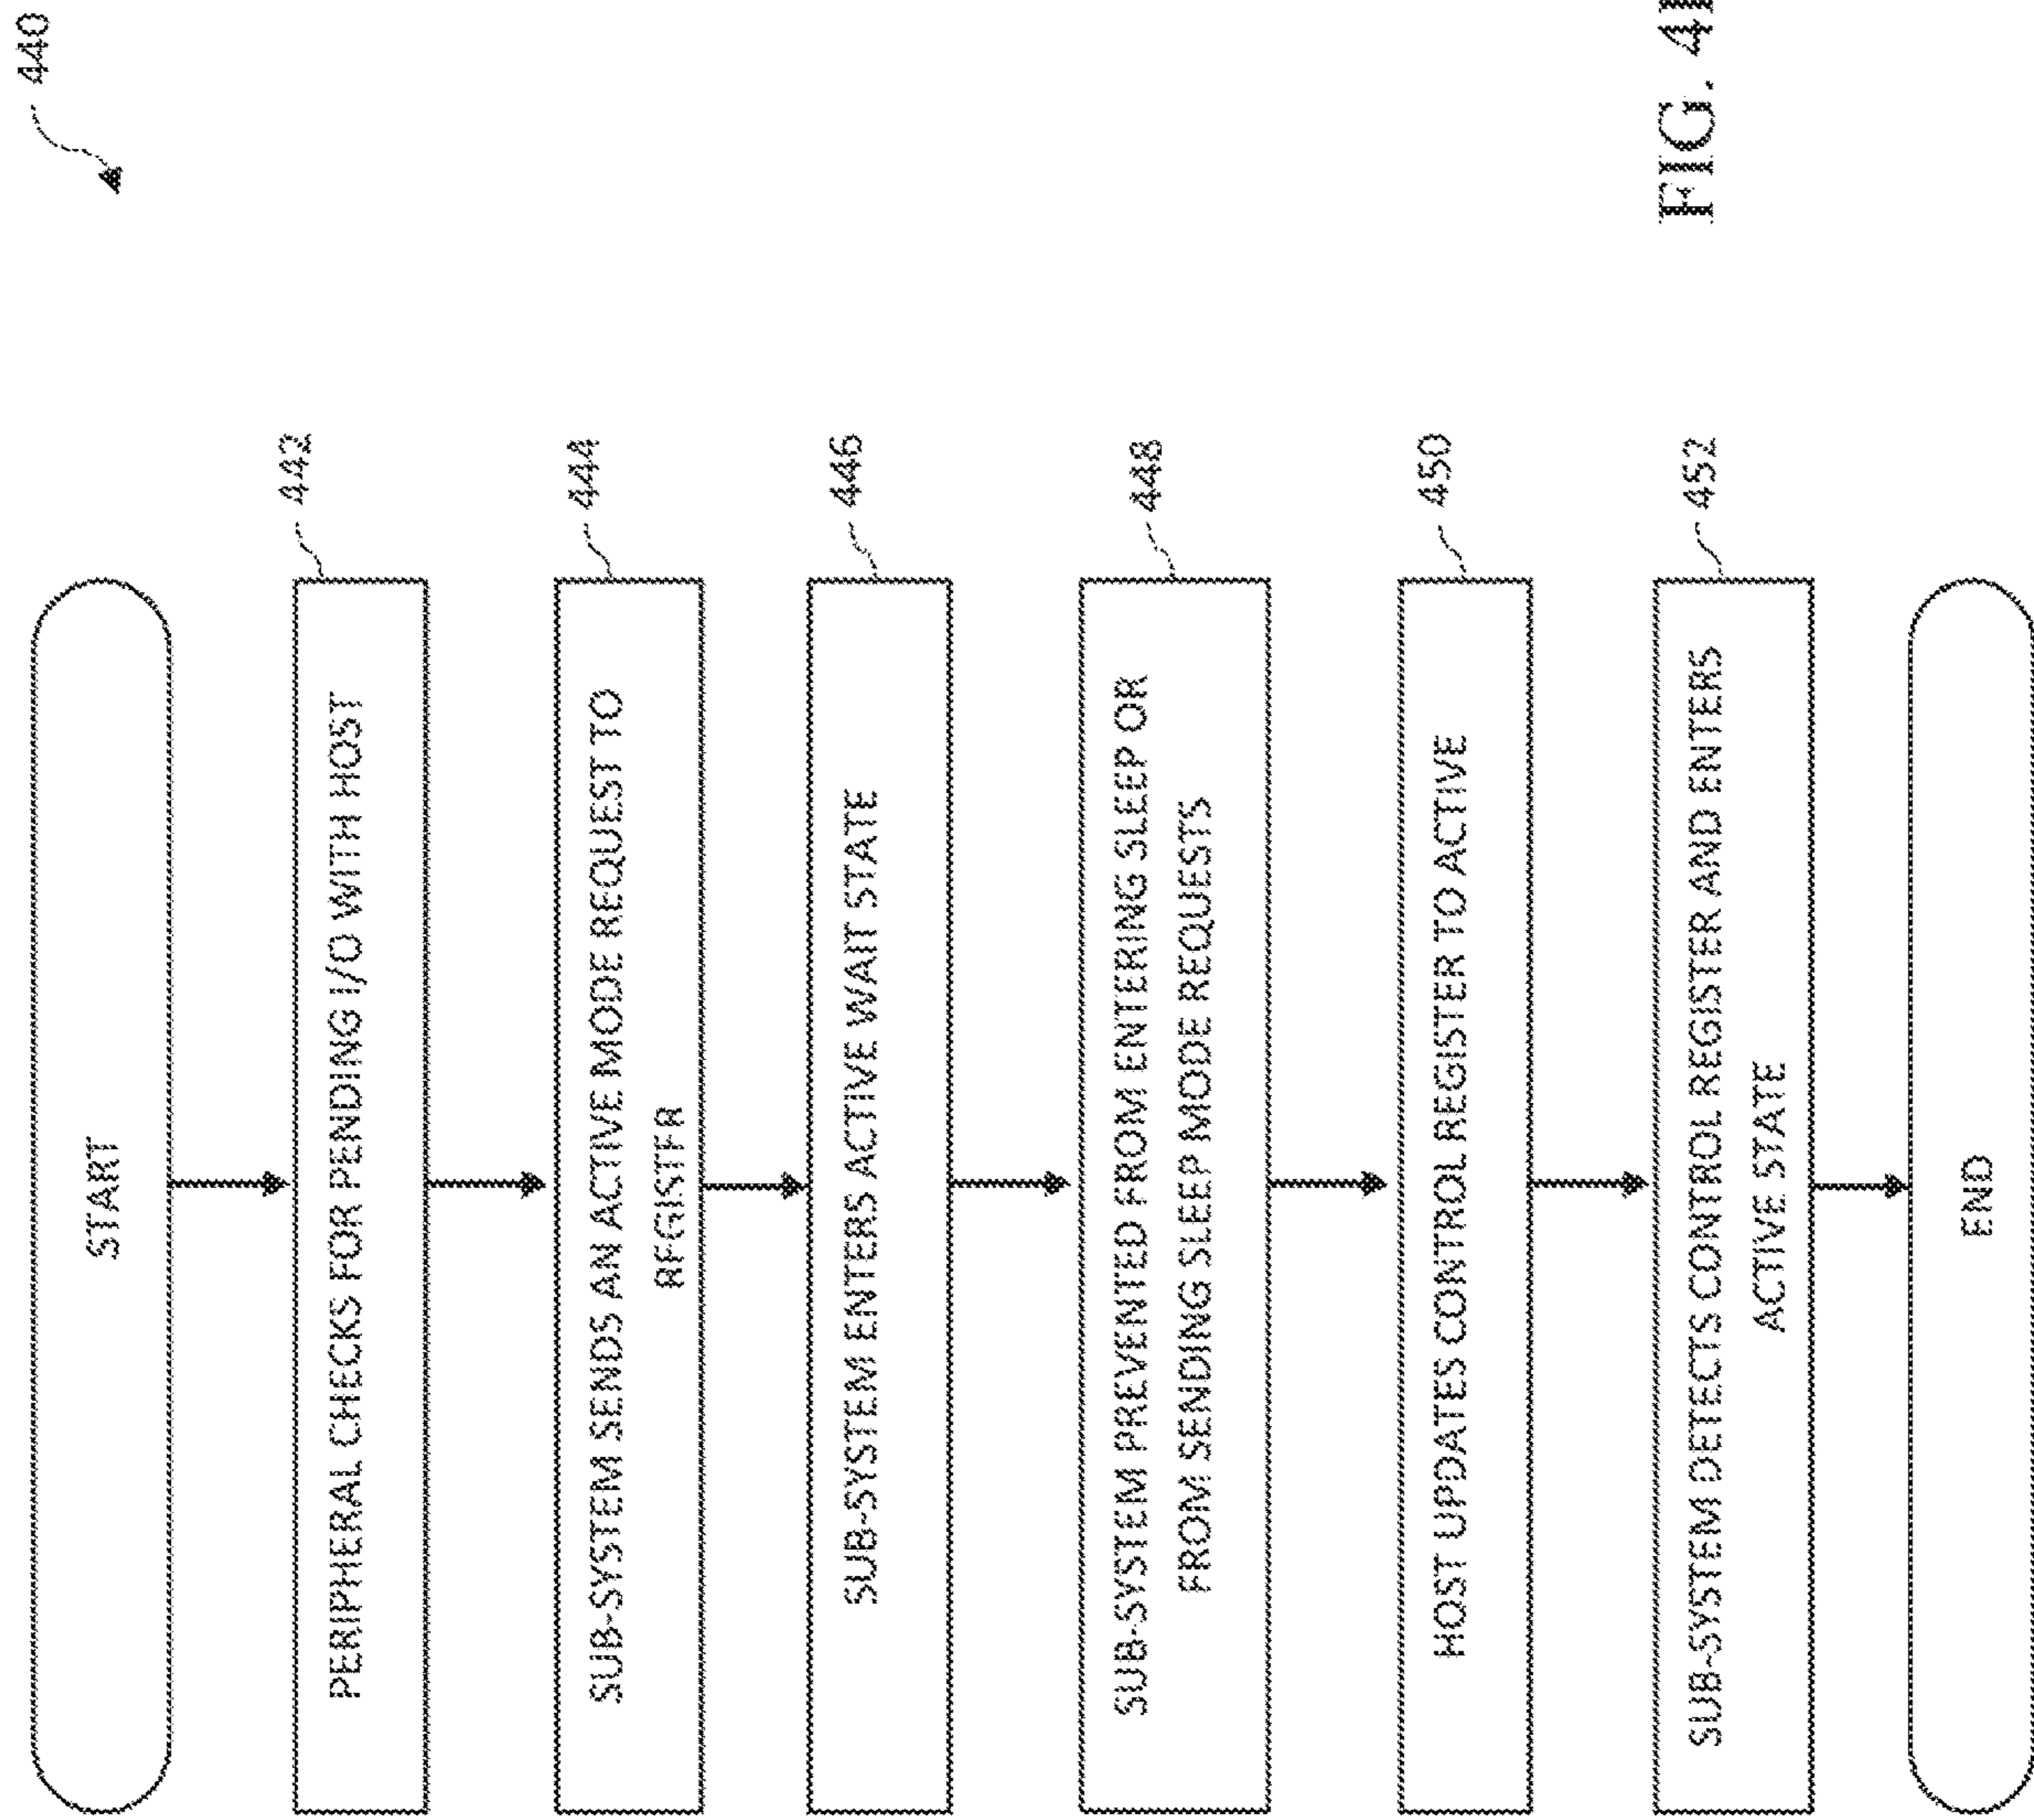 440
START
PERIPHERAL CHECKS FOR PENDING I/O WITH HOST
442
SUB-SYSTEM SENDS AN ACTIVE MODE REQUEST TO
REGISTER
444
SUB-SYSTEM ENTERS ACTIVE WAIT STATE
446
SUB-SYSTEM PREVENTED FROM ENTERING SLEEP OR
FROM SENDING SLEEP MODE REQUESTS
448
HOST UPDATES CONTROL REGISTER TO ACTIVE
450
SUB-SYSTEM DETECTS CONTROL REGISTER AND ENTERS
ACTIVE STATE
452
END
FIG.